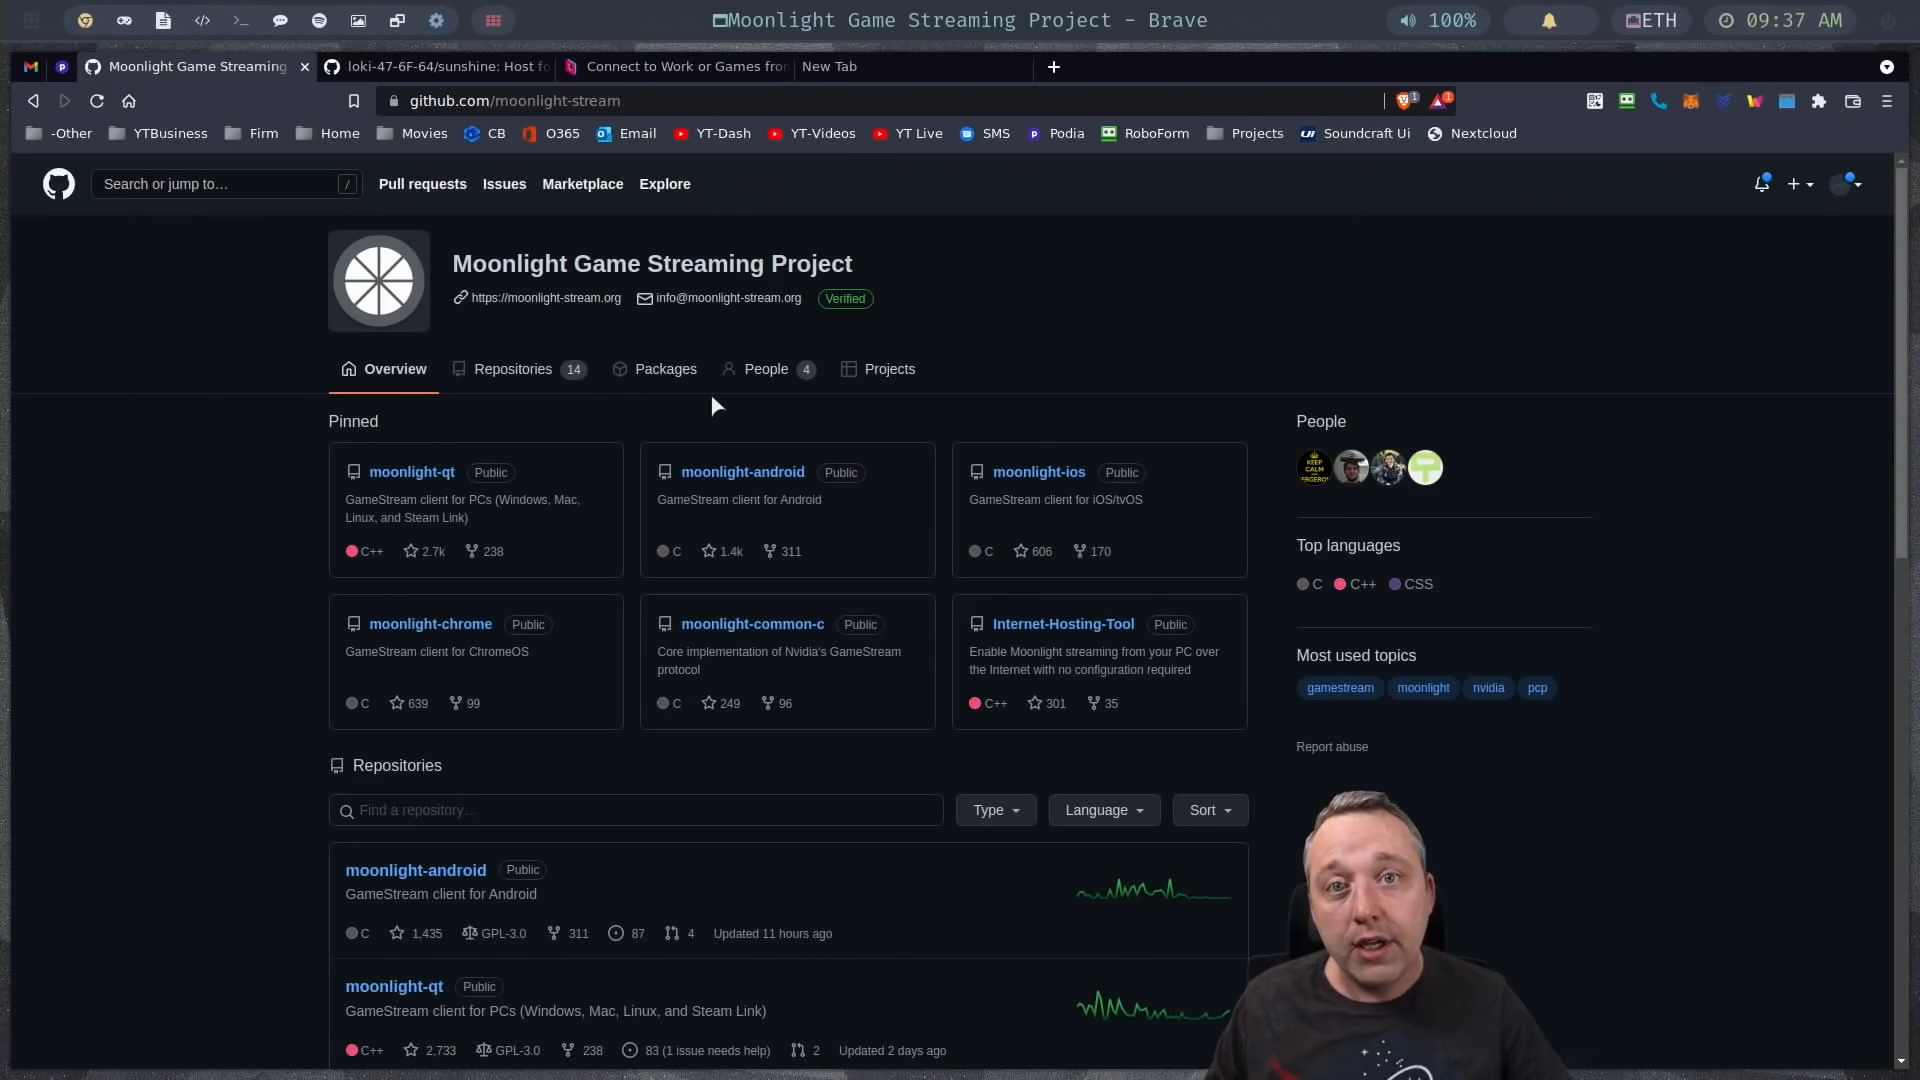 Moonlight Game Streaming Project - Brave
100%
ETH
09:37 AM
Moonlight Game Streaming
loki-47-6F-64/sunshine: Host fo
Connect to Work or Games fro
New Tab
github.com/moonlight-stream
1
1
-Other
YTBusiness
Firm
Home
Movies
CB
O365
Email
YT-Dash
YT-Videos
YT Live
SMS
Podia
RoboForm
Projects
Soundcraft Ui
Nextcloud
Search or jump to…
/
Pull requests
Issues
Marketplace
Explore
Moonlight Game Streaming Project
https://moonlight-stream.org
info@moonlight-stream.org
Verified
Overview
Repositories 14
Packages
People 4
Projects
Pinned
moonlight-qt Public
GameStream client for PCs (Windows, Mac,
Linux, and Steam Link)
C++ 2.7k 238
moonlight-android Public
GameStream client for Android
C 1.4k 311
moonlight-ios Public
GameStream client for iOS/tvOS
C 606 170
moonlight-chrome Public
GameStream client for ChromeOS
C 639 99
moonlight-common-c Public
Core implementation of Nvidia's GameStream
protocol
C 249 96
Internet-Hosting-Tool Public
Enable Moonlight streaming from your PC over
the Internet with no configuration required
C++ 301 35
People
KEEP
CALM
Top languages
C C++ CSS
Most used topics
gamestream moonlight nvidia pcp
Report abuse
Repositories
Find a repository…
Type
Language
Sort
moonlight-android Public
GameStream client for Android
C 1,435 GPL-3.0 311 87 4 Updated 11 hours ago
moonlight-qt Public
GameStream client for PCs (Windows, Mac, Linux, and Steam Link)
C++ 2,733 GPL-3.0 238 83 (1 issue needs help) 2 Updated 2 days ago